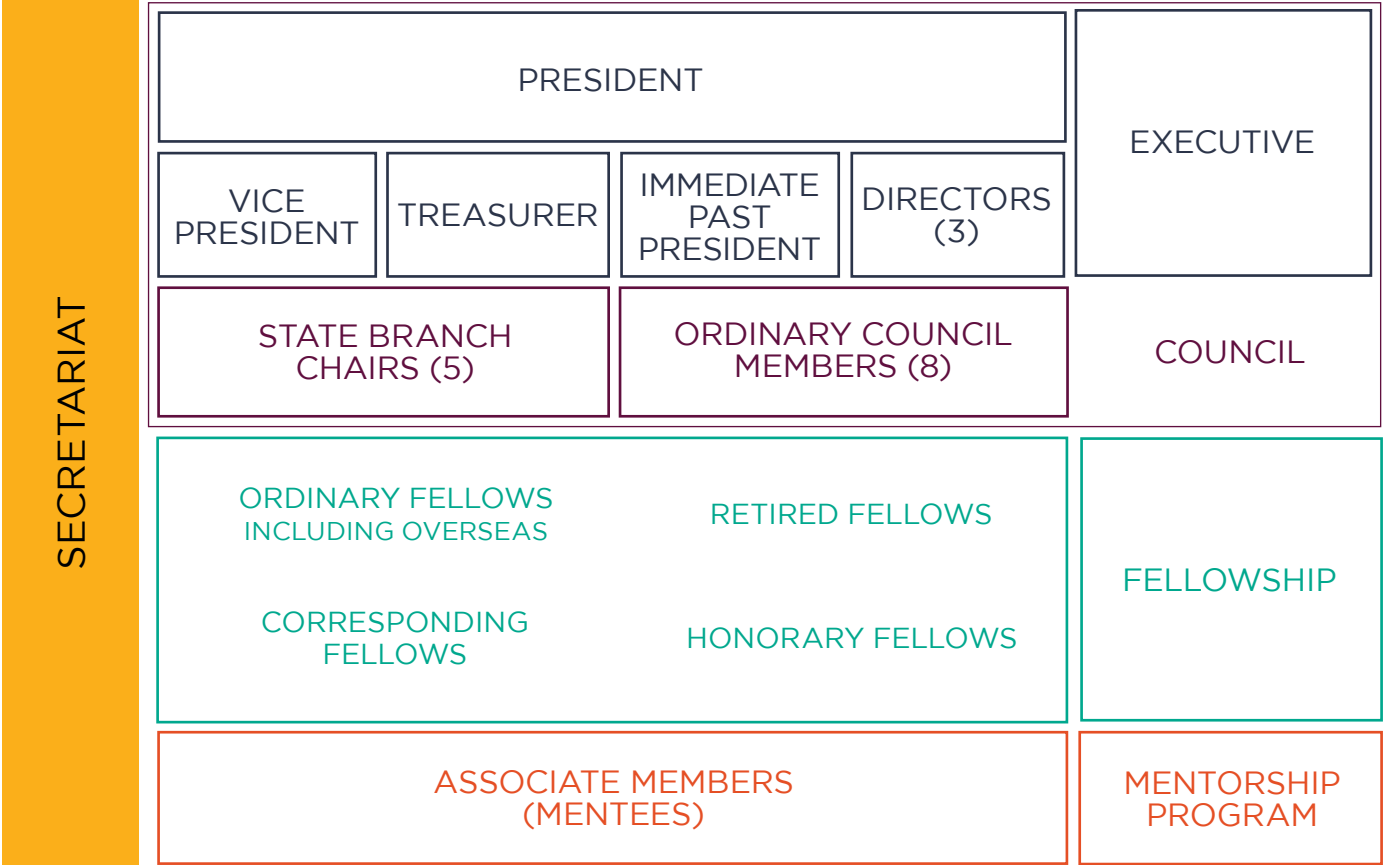 SECRETARIAT
PRESIDENT
EXECUTIVE
VICE
PRESIDENT
TREASURER
IMMEDIATE
PAST
PRESIDENT
DIRECTORS
(3)
STATE BRANCH
CHAIRS (5)
ORDINARY COUNCIL
MEMBERS (8)
COUNCIL
ORDINARY FELLOWS
INCLUDING OVERSEAS
RETIRED FELLOWS
CORRESPONDING
FELLOWS
HONORARY FELLOWS
FELLOWSHIP
ASSOCIATE MEMBERS
(MENTEES)
MENTORSHIP
PROGRAM